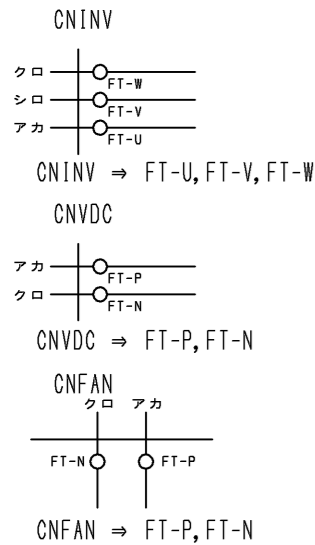 CNINV
クロ FT-W
シロ FT-V
アカ FT-U
CNINV ⇒ FT-U,FT-V,FT-W
CNVDC
アカ FT-P
クロ FT-N
CNVDC ⇒ FT-P,FT-N
CNFAN
クロ アカ
FT-N FT-P
CNFAN ⇒ FT-P,FT-N